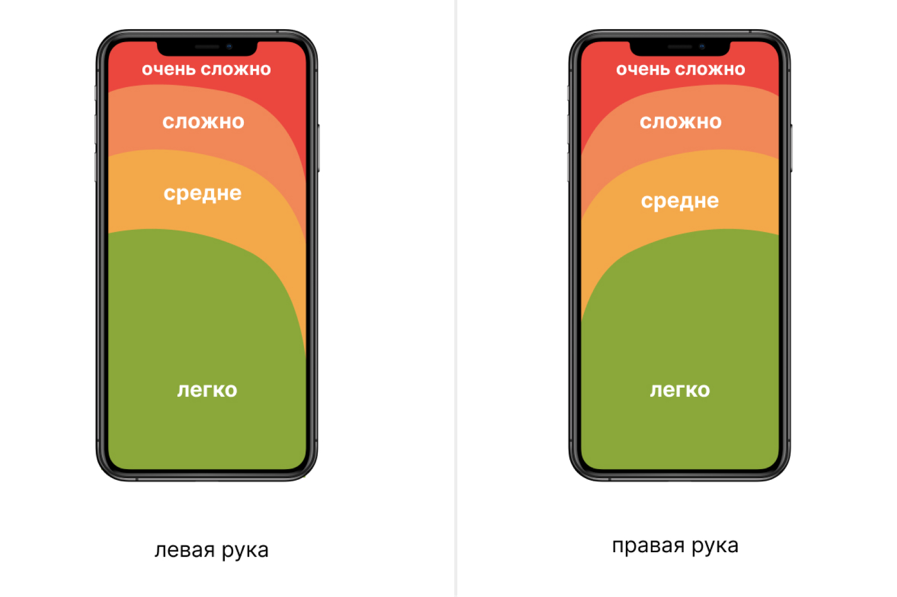 очень сложно
сложно
средне
легко
левая рука
очень сложно
сложно
средне
легко
правая рука